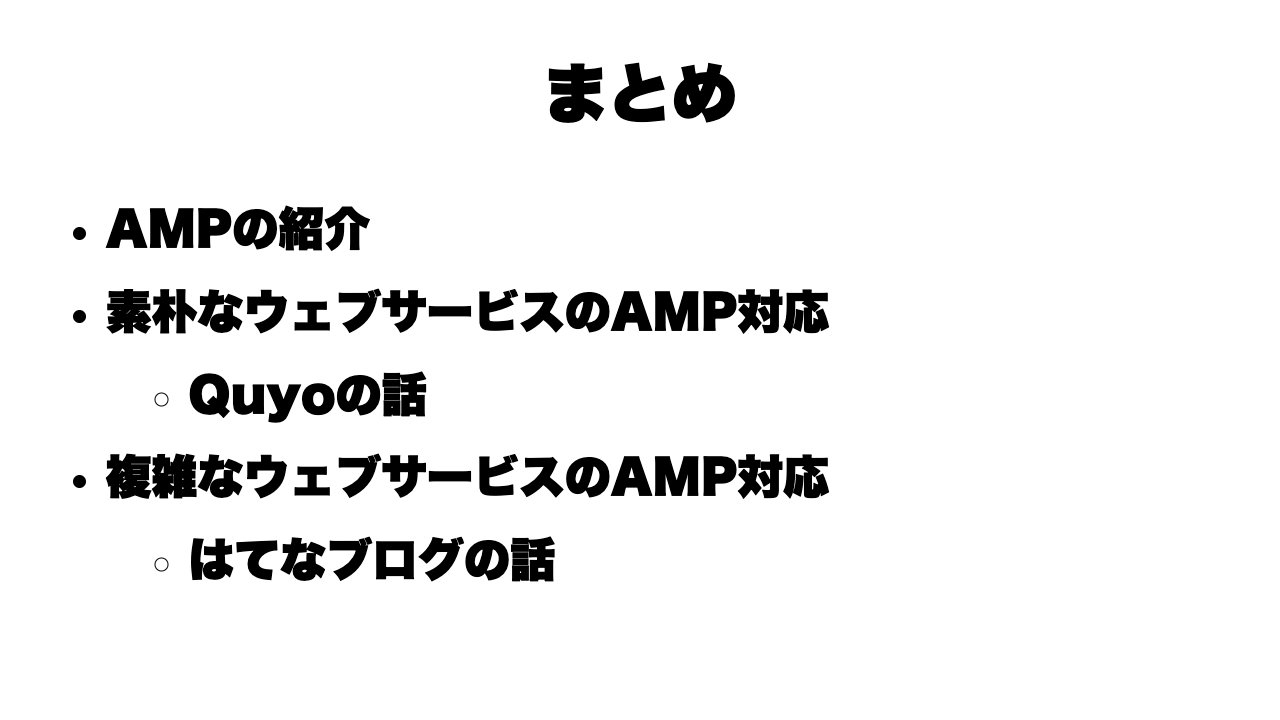 まとめ
AMPの紹介
素朴なウェブサービスのAMP対応
Quyoの話
複雑なウェブサービスのAMP対応
はてなブログの話